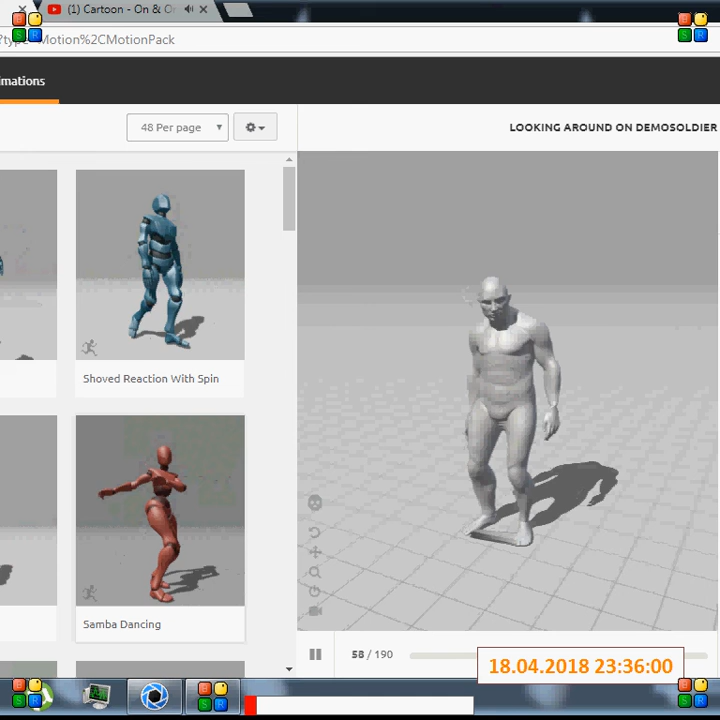 (1) Cartoon - On & O
?type=Motion%2CMotionPack
imations
48 Per page
LOOKING AROUND ON DEMOSOLDIER
Shoved Reaction With Spin
Samba Dancing
58 / 190
18.04.2018 23:36:00
B
S R
B
S R
B
S
B
S R
B
S R